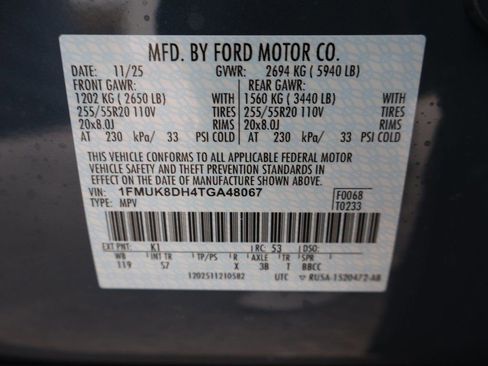 MFD. BY FORD MOTOR CO.
DATE: 11/25 GVWR: 2694 KG ( 5940 LB)
FRONT GAWR: REAR GAWR:
1202 KG ( 2650 LB) WITH 1560 KG ( 3440 LB) WITH
255/55R20 110V TIRES 255/55R20 110V TIRES
20x8.0J RIMS 20x8.0J RIMS
AT 230 kPa/ 33 PSI COLD AT 230 kPa/ 33 PSI COLD
THIS VEHICLE CONFORMS TO ALL APPLICABLE FEDERAL MOTOR
VEHICLE SAFETY AND THEFT PREVENTION STANDARDS IN EFFECT
ON THE DATE OF MANUFACTURE SHOWN ABOVE.
VIN: 1FMUK8DH4TGA48067 F0068
TYPE: MPV T0233
EXT PNT: K1 RC: 53 DSO:
WB INT TR TP/PS R AXLE TR SPR
119 S7 X 3B T BBCC
1202511210582 UTC ▽ RUSA-1520472-AB